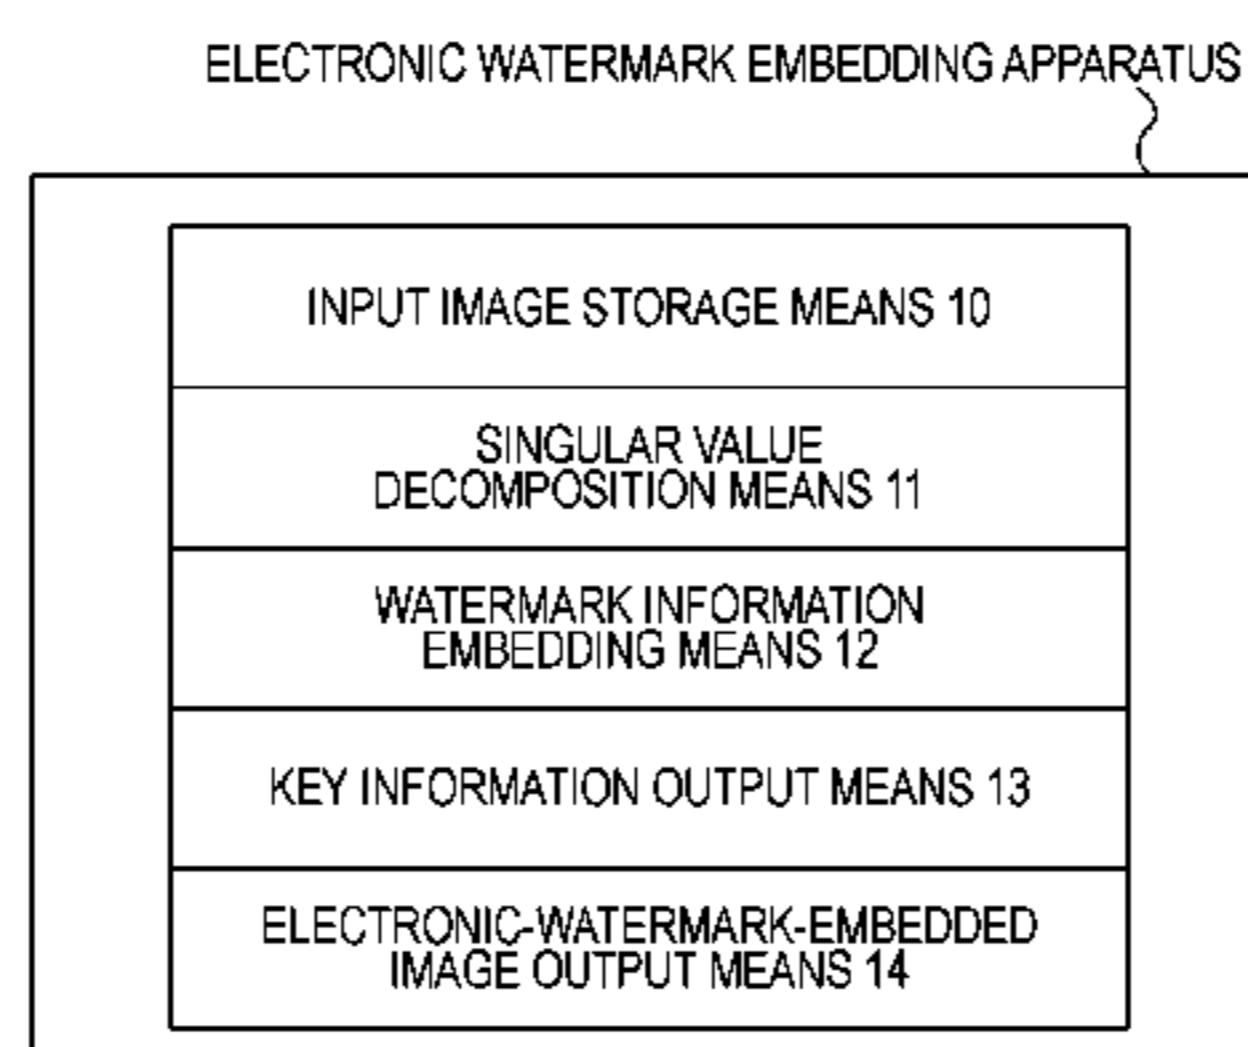 ELECTRONIC WATERMARK EMBEDDING APPARATUS
INPUT IMAGE STORAGE MEANS 10
SINGULAR VALUE
DECOMPOSITION MEANS 11
WATERMARK INFORMATION
EMBEDDING MEANS 12
KEY INFORMATION OUTPUT MEANS 13
ELECTRONIC-WATERMARK-EMBEDDED
IMAGE OUTPUT MEANS 14